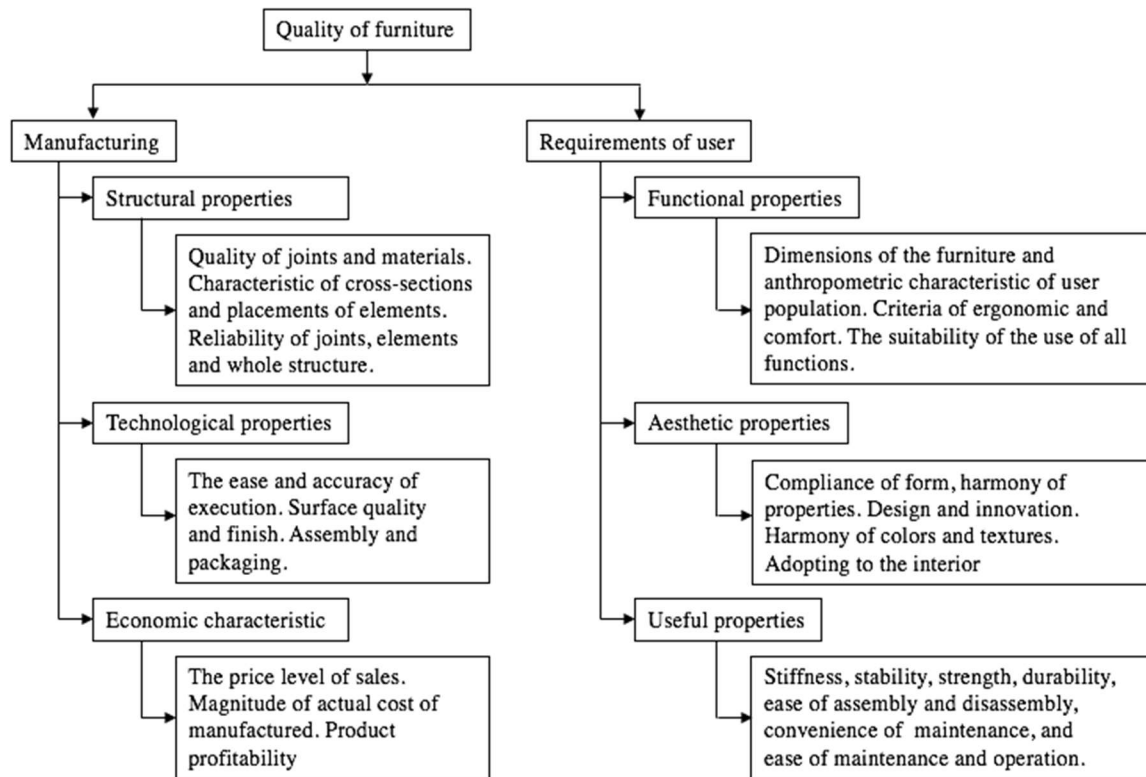 Quality of furniture
Manufacturing
Structural properties
Quality of joints and materials.
Characteristic of cross-sections
and placements of elements.
Reliability of joints, elements
and whole structure.
Technological properties
The ease and accuracy of
execution. Surface quality
and finish. Assembly and
packaging.
Economic characteristic
The price level of sales.
Magnitude of actual cost of
manufactured. Product
profitability
Requirements of user
Functional properties
Dimensions of the furniture and
anthropometric characteristic of user
population. Criteria of ergonomic and
comfort. The suitability of the use of all
functions.
Aesthetic properties
Compliance of form, harmony of
properties. Design and innovation.
Harmony of colors and textures.
Adopting to the interior
Useful properties
Stiffness, stability, strength, durability,
ease of assembly and disassembly,
convenience of maintenance, and
ease of maintenance and operation.